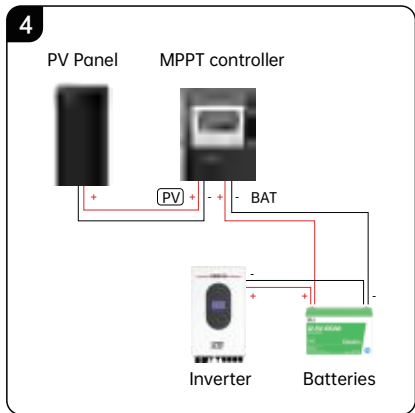 4
PV Panel MPPT controller
+ PV + - + - BAT
-
+ + -
Inverter Batteries